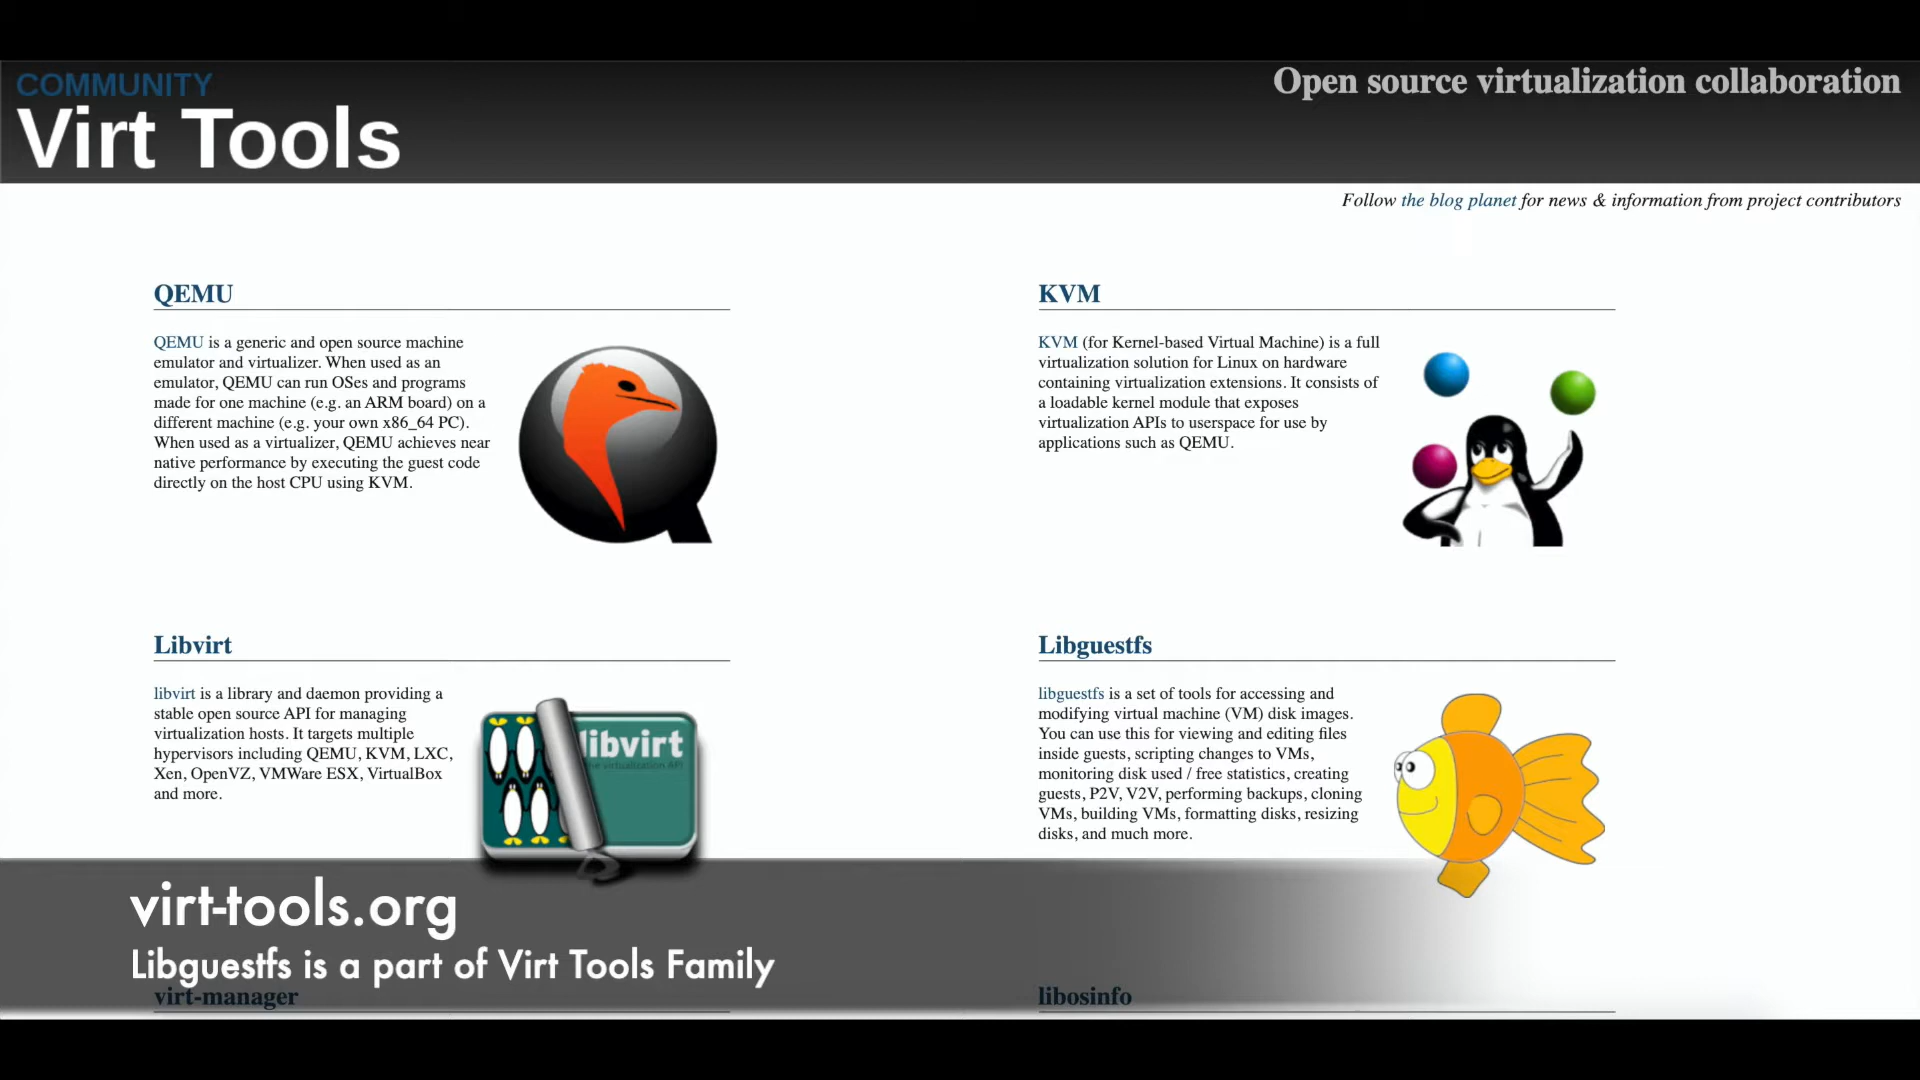 COMMUNITY
Virt Tools
Open source virtualization collaboration
Follow the blog planet for news & information from project contributors
QEMU
QEMU is a generic and open source machine
emulator and virtualizer. When used as an
emulator, QEMU can run OSes and programs
made for one machine (e.g. an ARM board) on a
different machine (e.g. your own x86_64 PC).
When used as a virtualizer, QEMU achieves near
native performance by executing the guest code
directly on the host CPU using KVM.
KVM
KVM (for Kernel-based Virtual Machine) is a full
virtualization solution for Linux on hardware
containing virtualization extensions. It consists of
a loadable kernel module that exposes
virtualization APIs to userspace for use by
applications such as QEMU.
Libvirt
libvirt is a library and daemon providing a
stable open source API for managing
virtualization hosts. It targets multiple
hypervisors including QEMU, KVM, LXC,
Xen, OpenVZ, VMWare ESX, VirtualBox
and more.
libvirt
the virtualization API
Libguestfs
libguestfs is a set of tools for accessing and
modifying virtual machine (VM) disk images.
You can use this for viewing and editing files
inside guests, scripting changes to VMs,
monitoring disk used / free statistics, creating
guests, P2V, V2V, performing backups, cloning
VMs, building VMs, formatting disks, resizing
disks, and much more.
virt-tools.org
Libguestfs is a part of Virt Tools Family
virt-manager
libosinfo